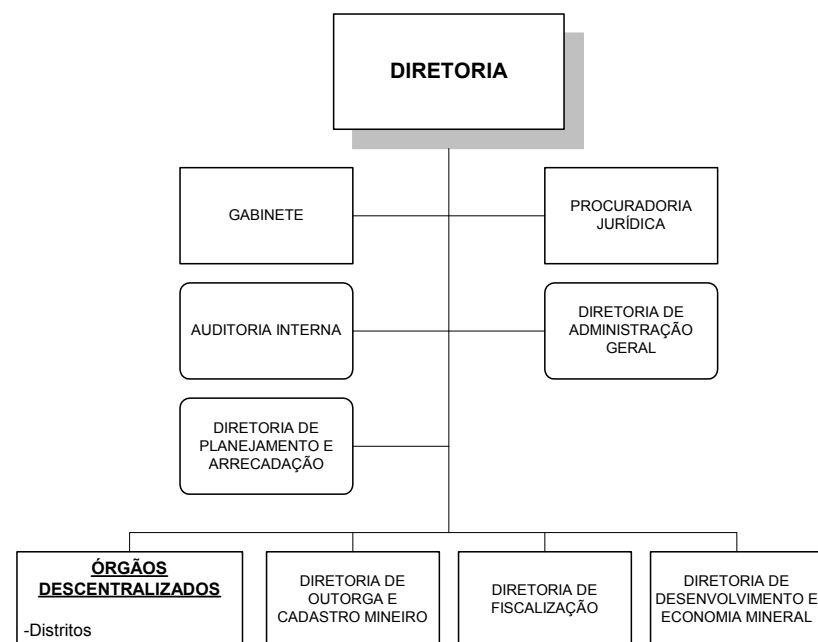 DIRETORIA
GABINETE
PROCURADORIA
JURÍDICA
AUDITORIA INTERNA
DIRETORIA DE
ADMINISTRAÇÃO
GERAL
DIRETORIA DE
PLANEJAMENTO E
ARRECADAÇÃO
ÓRGÃOS
DESCENTRALIZADOS
-Distritos
DIRETORIA DE
OUTORGA E
CADASTRO MINEIRO
DIRETORIA DE
FISCALIZAÇÃO
DIRETORIA DE
DESENVOLVIMENTO E
ECONOMIA MINERAL